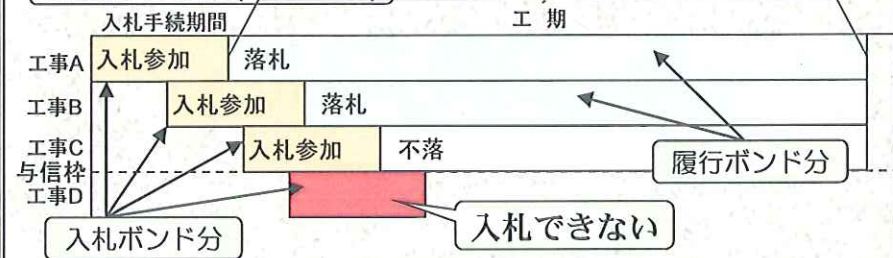 入札手続期間
工 期
工事A 入札参加 落札
工事B 入札参加 落札
工事C 入札参加 不落
与信枠
工事D
履行ボンド分
入札ボンド分
入札できない